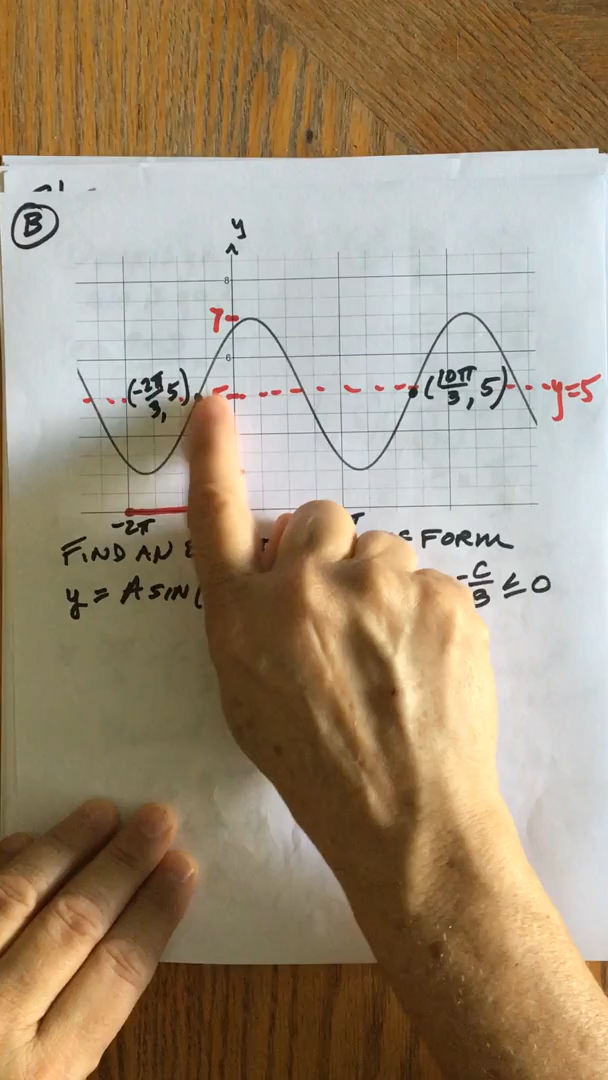 B
y
8
7
6
(-2π/3, 5)
(10π/3, 5)
y=5
-2π
FIND AN FORM
y = A SIN( -C/B ≤ 0